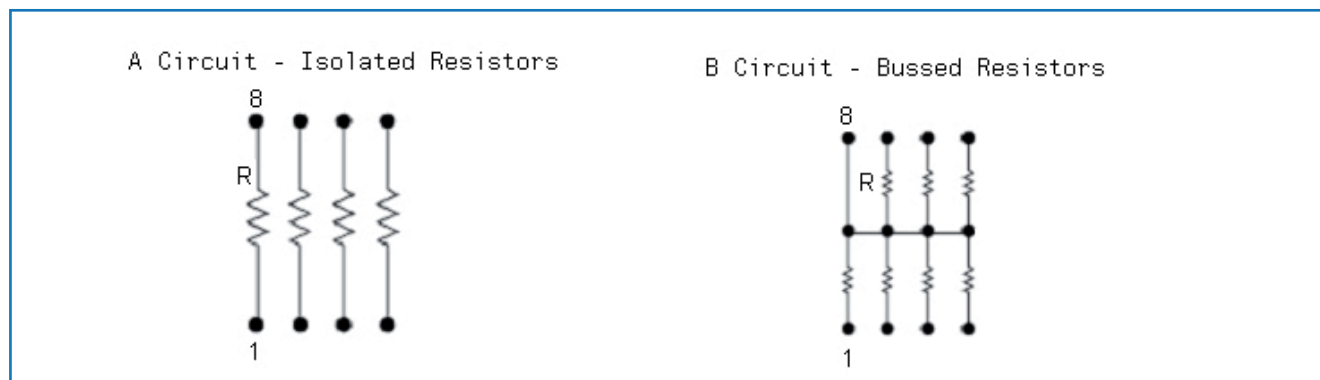 A Circuit - Isolated Resistors
8
R
1
B Circuit - Bussed Resistors
8
R
1